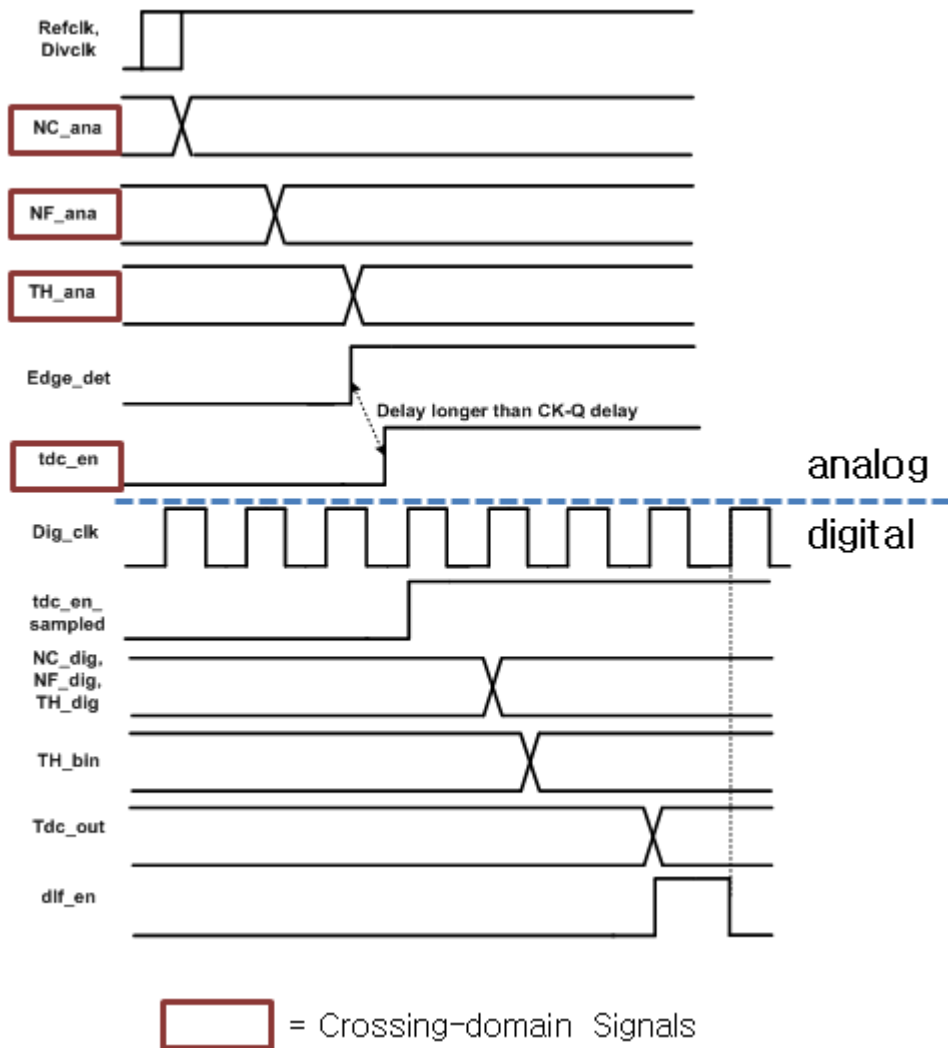 Refclk,
Divclk
NC_ana
NF_ana
TH_ana
Edge_det
Delay longer than CK-Q delay
tdc_en
analog
digital
Dig_clk
tdc_en_
sampled
NC_dig,
NF_dig,
TH_dig
TH_bin
Tdc_out
dlf_en
= Crossing-domain Signals